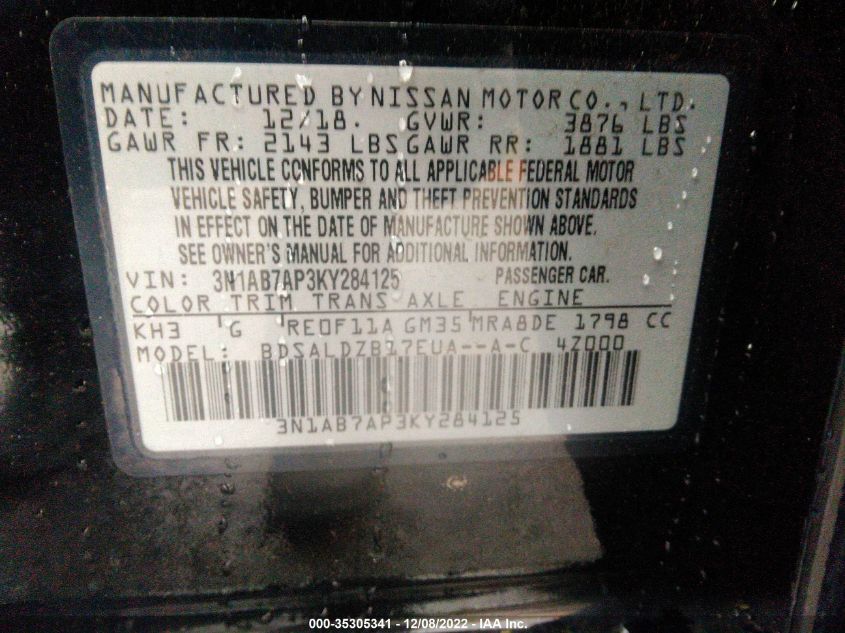 MANUFACTURED BY NISSAN MOTOR CO., LTD.
DATE: 12/18. GVWR: 3876 LBS
GAWR FR: 2143 LBS GAWR RR: 1881 LBS
THIS VEHICLE CONFORMS TO ALL APPLICABLE FEDERAL MOTOR
VEHICLE SAFETY, BUMPER AND THEFT PREVENTION STANDARDS
IN EFFECT ON THE DATE OF MANUFACTURE SHOWN ABOVE.
SEE OWNER'S MANUAL FOR ADDITIONAL INFORMATION.
VIN: 3N1AB7AP3KY284125 PASSENGER CAR.
COLOR TRIM TRANS AXLE ENGINE
KH3 G RE0F11A GM35 MRA8DE 1798 CC
MODEL: BDSALDZB17EUA--A-C 4Z000
3N1AB7AP3KY284125
000-35305341 - 12/08/2022 - IAA Inc.